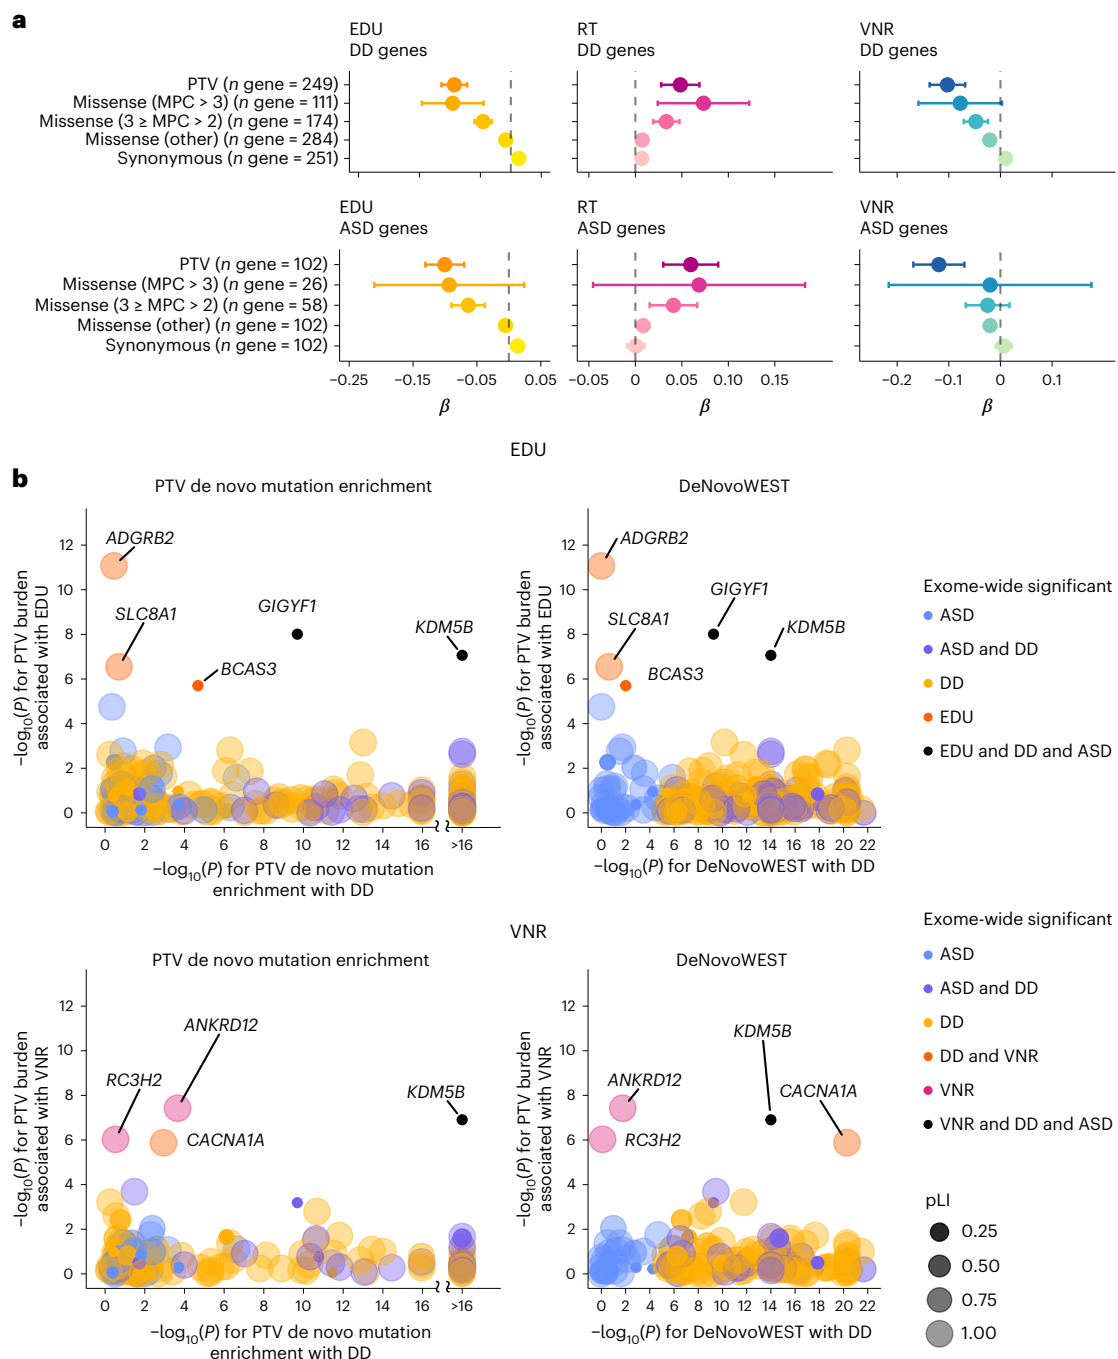 a
EDU
DD genes
RT
DD genes
VNR
DD genes
PTV (n gene = 249)
Missense (MPC > 3) (n gene = 111)
Missense (3 ≥ MPC > 2) (n gene = 174)
Missense (other) (n gene = 284)
Synonymous (n gene = 251)
EDU
ASD genes
RT
ASD genes
VNR
ASD genes
PTV (n gene = 102)
Missense (MPC > 3) (n gene = 26)
Missense (3 ≥ MPC > 2) (n gene = 58)
Missense (other) (n gene = 102)
Synonymous (n gene = 102)
−0.25 −0.15 −0.05 0.05
−0.05 0 0.05 0.10 0.15
−0.2 −0.1 0 0.1
β
β
β
b
EDU
PTV de novo mutation enrichment
−log10(P) for PTV burden
associated with EDU
12
10
8
6
4
2
0
ADGRB2
SLC8A1
GIGYF1
KDM5B
BCAS3
0 2 4 6 8 10 12 14 16 >16
−log10(P) for PTV de novo mutation
enrichment with DD
DeNovoWEST
−log10(P) for PTV burden
associated with EDU
12
10
8
6
4
2
0
ADGRB2
GIGYF1
SLC8A1
KDM5B
BCAS3
0 2 4 6 8 10 12 14 16 18 20 22
−log10(P) for DeNovoWEST with DD
Exome-wide significant
ASD
ASD and DD
DD
EDU
EDU and DD and ASD
VNR
PTV de novo mutation enrichment
−log10(P) for PTV burden
associated with VNR
12
10
8
6
4
2
0
ANKRD12
RC3H2
KDM5B
CACNA1A
0 2 4 6 8 10 12 14 16 >16
−log10(P) for PTV de novo mutation
enrichment with DD
DeNovoWEST
−log10(P) for PTV burden
associated with VNR
12
10
8
6
4
2
0
KDM5B
ANKRD12
CACNA1A
RC3H2
0 2 4 6 8 10 12 14 16 18 20 22
−log10(P) for DeNovoWEST with DD
Exome-wide significant
ASD
ASD and DD
DD
DD and VNR
VNR
VNR and DD and ASD
pLI
0.25
0.50
0.75
1.00